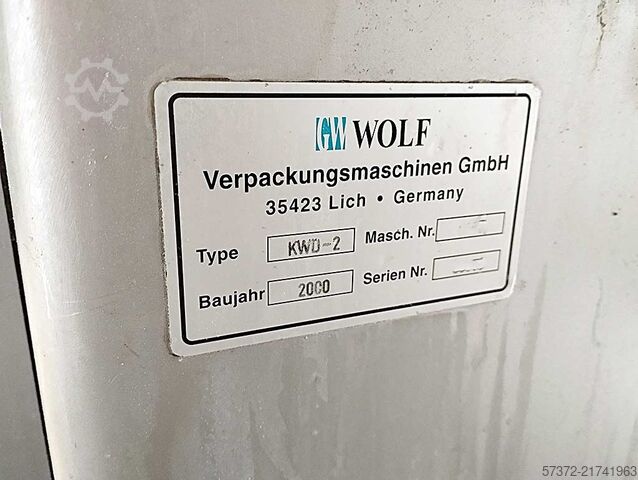 GW WOLF
Verpackungsmaschinen GmbH
35423 Lich • Germany
Type KWD-2 Masch. Nr.
Baujahr 2000 Serien Nr.
57372-21741963